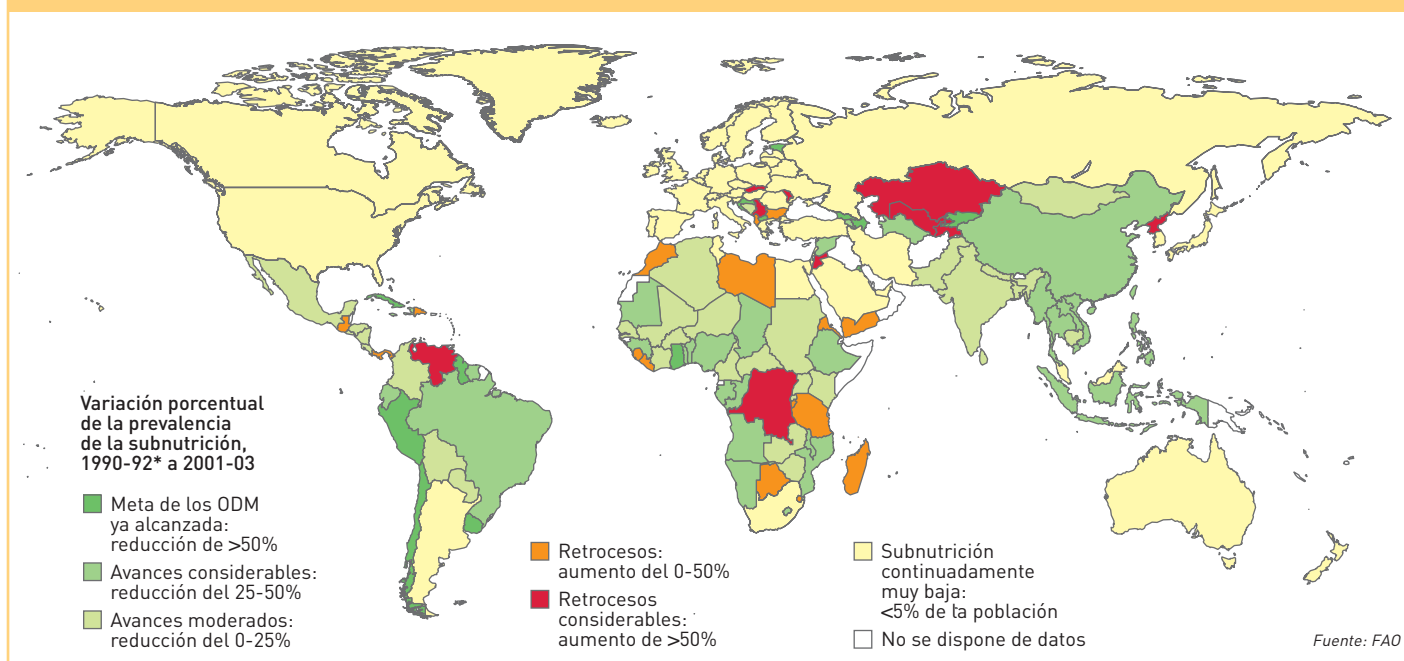 Variación porcentual
de la prevalencia
de la subnutrición,
1990-92* a 2001-03
Meta de los ODM
ya alcanzada:
reducción de >50%
Avances considerables:
reducción del 25-50%
Avances moderados:
reducción del 0-25%
Retrocesos:
aumento del 0-50%
Retrocesos
considerables:
aumento de >50%
Subnutrición
continuadamente
muy baja:
<5% de la población
No se dispone de datos
Fuente: FAO